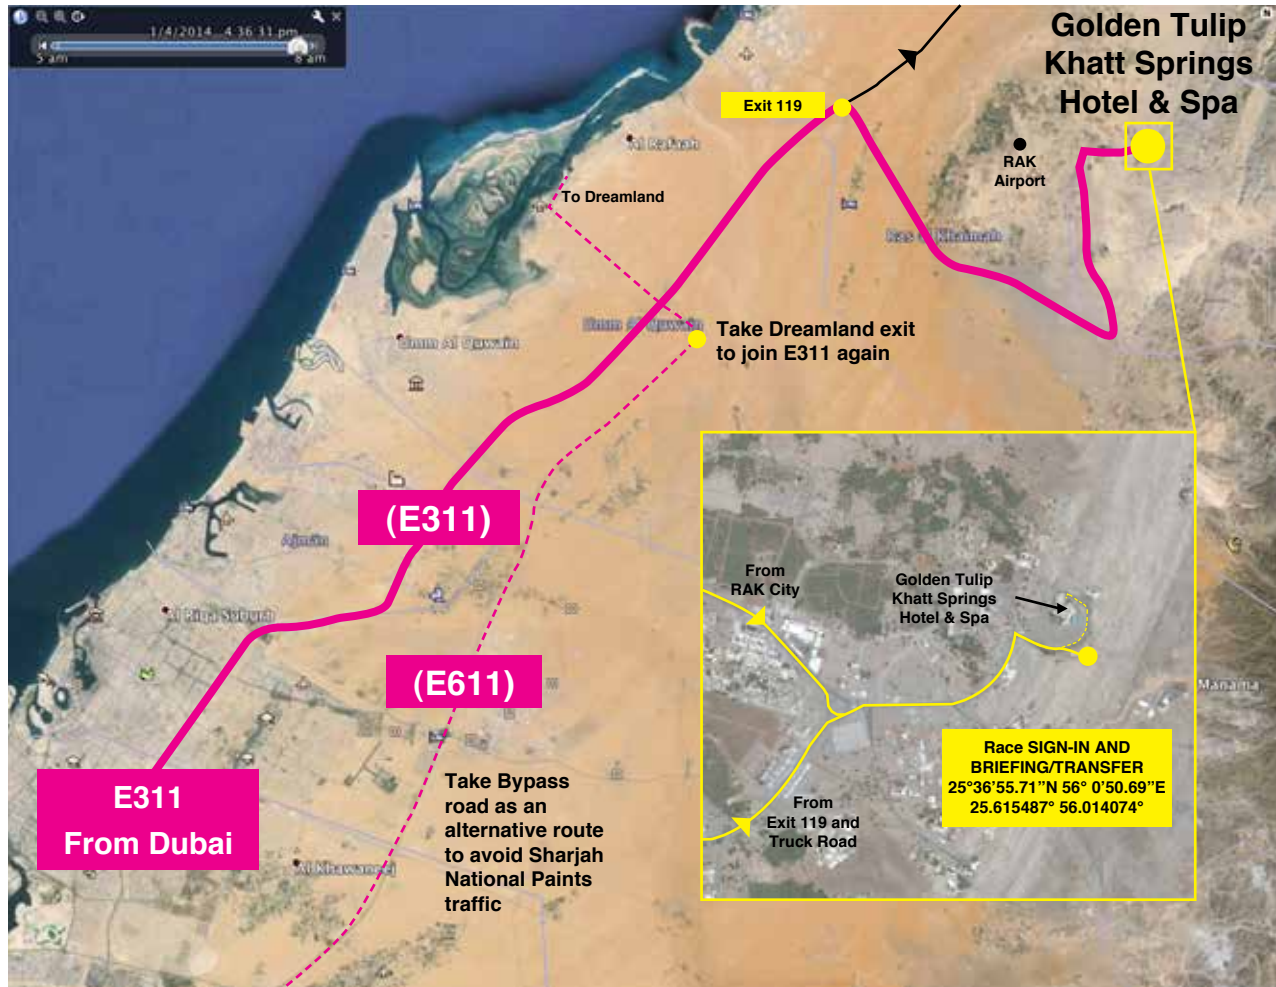 1/4/2014 4:36:31 pm
5 am
8 am
N
Golden Tulip
Khatt Springs
Hotel & Spa
Exit 119
Al Rafaah
RAK
Airport
To Dreamland
Ras al Khaimah
Umm Al Quwain
Take Dreamland exit
to join E311 again
Umm Al Quwain
(E311)
Ajman
From
RAK City
Golden Tulip
Khatt Springs
Hotel & Spa
Al Riqa Suburb
(E611)
Manama
Race SIGN-IN AND
BRIEFING/TRANSFER
25°36’55.71”N 56° 0’50.69”E
25.615487° 56.014074°
E311
From Dubai
Take Bypass
road as an
alternative route
to avoid Sharjah
National Paints
traffic
From
Exit 119 and
Truck Road
Al Khawaneej